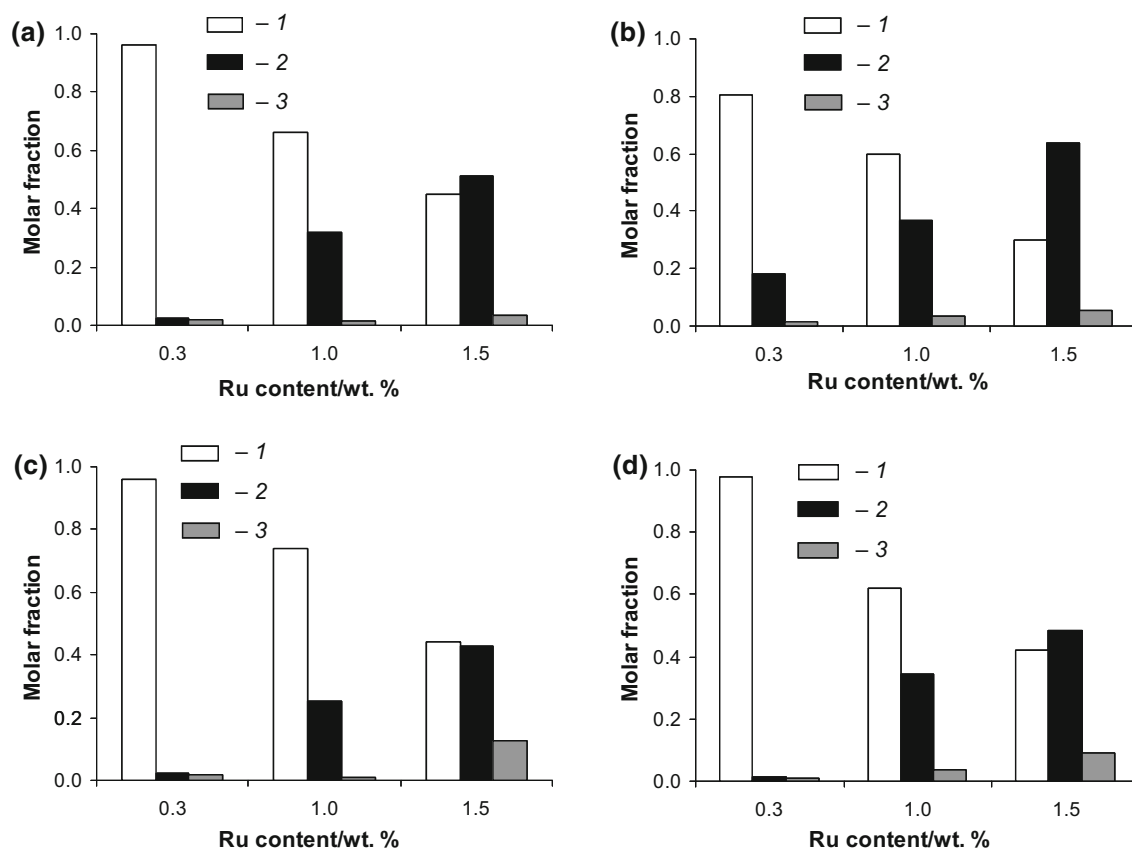 (a)
– 1
– 2
– 3
Molar fraction
1.0
0.8
0.6
0.4
0.2
0.0
0.3 1.0 1.5
Ru content/wt. %
(b)
– 1
– 2
– 3
Molar fraction
1.0
0.8
0.6
0.4
0.2
0.0
0.3 1.0 1.5
Ru content/wt. %
(c)
– 1
– 2
– 3
Molar fraction
1.0
0.8
0.6
0.4
0.2
0.0
0.3 1.0 1.5
Ru content/wt. %
(d)
– 1
– 2
– 3
Molar fraction
1.0
0.8
0.6
0.4
0.2
0.0
0.3 1.0 1.5
Ru content/wt. %